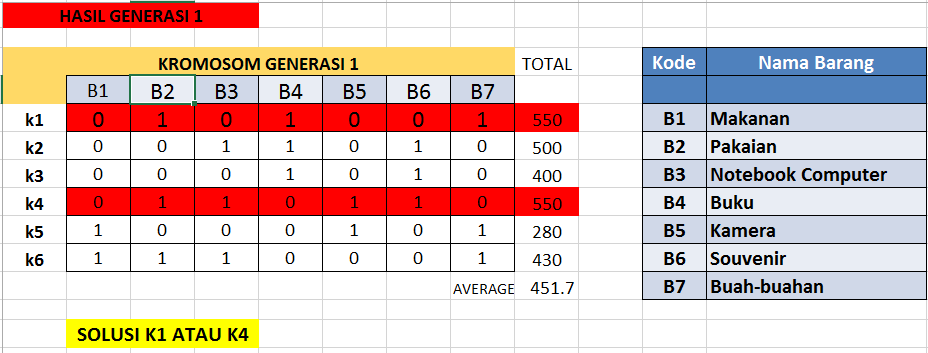 HASIL GENERASI 1
KROMOSOM GENERASI 1 TOTAL Kode Nama Barang
B1 B2 B3 B4 B5 B6 B7
k1 0 1 0 1 0 0 1 550 B1 Makanan
k2 0 0 1 1 0 1 0 500 B2 Pakaian
k3 0 0 0 1 0 1 0 400 B3 Notebook Computer
k4 0 1 1 0 1 1 0 550 B4 Buku
k5 1 0 0 0 1 0 1 280 B5 Kamera
k6 1 1 1 0 0 0 1 430 B6 Souvenir
AVERAGE 451.7 B7 Buah-buahan
SOLUSI K1 ATAU K4